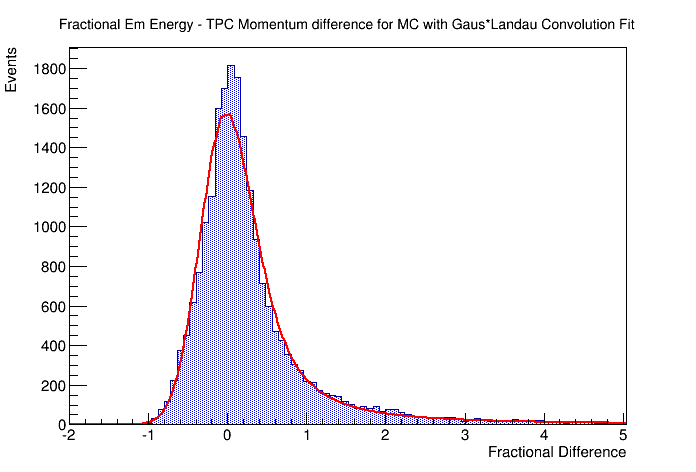 Fractional Em Energy - TPC Momentum difference for MC with Gaus*Landau Convolution Fit
Events
1800
1600
1400
1200
1000
800
600
400
200
0
-2 -1 0 1 2 3 4 5
Fractional Difference